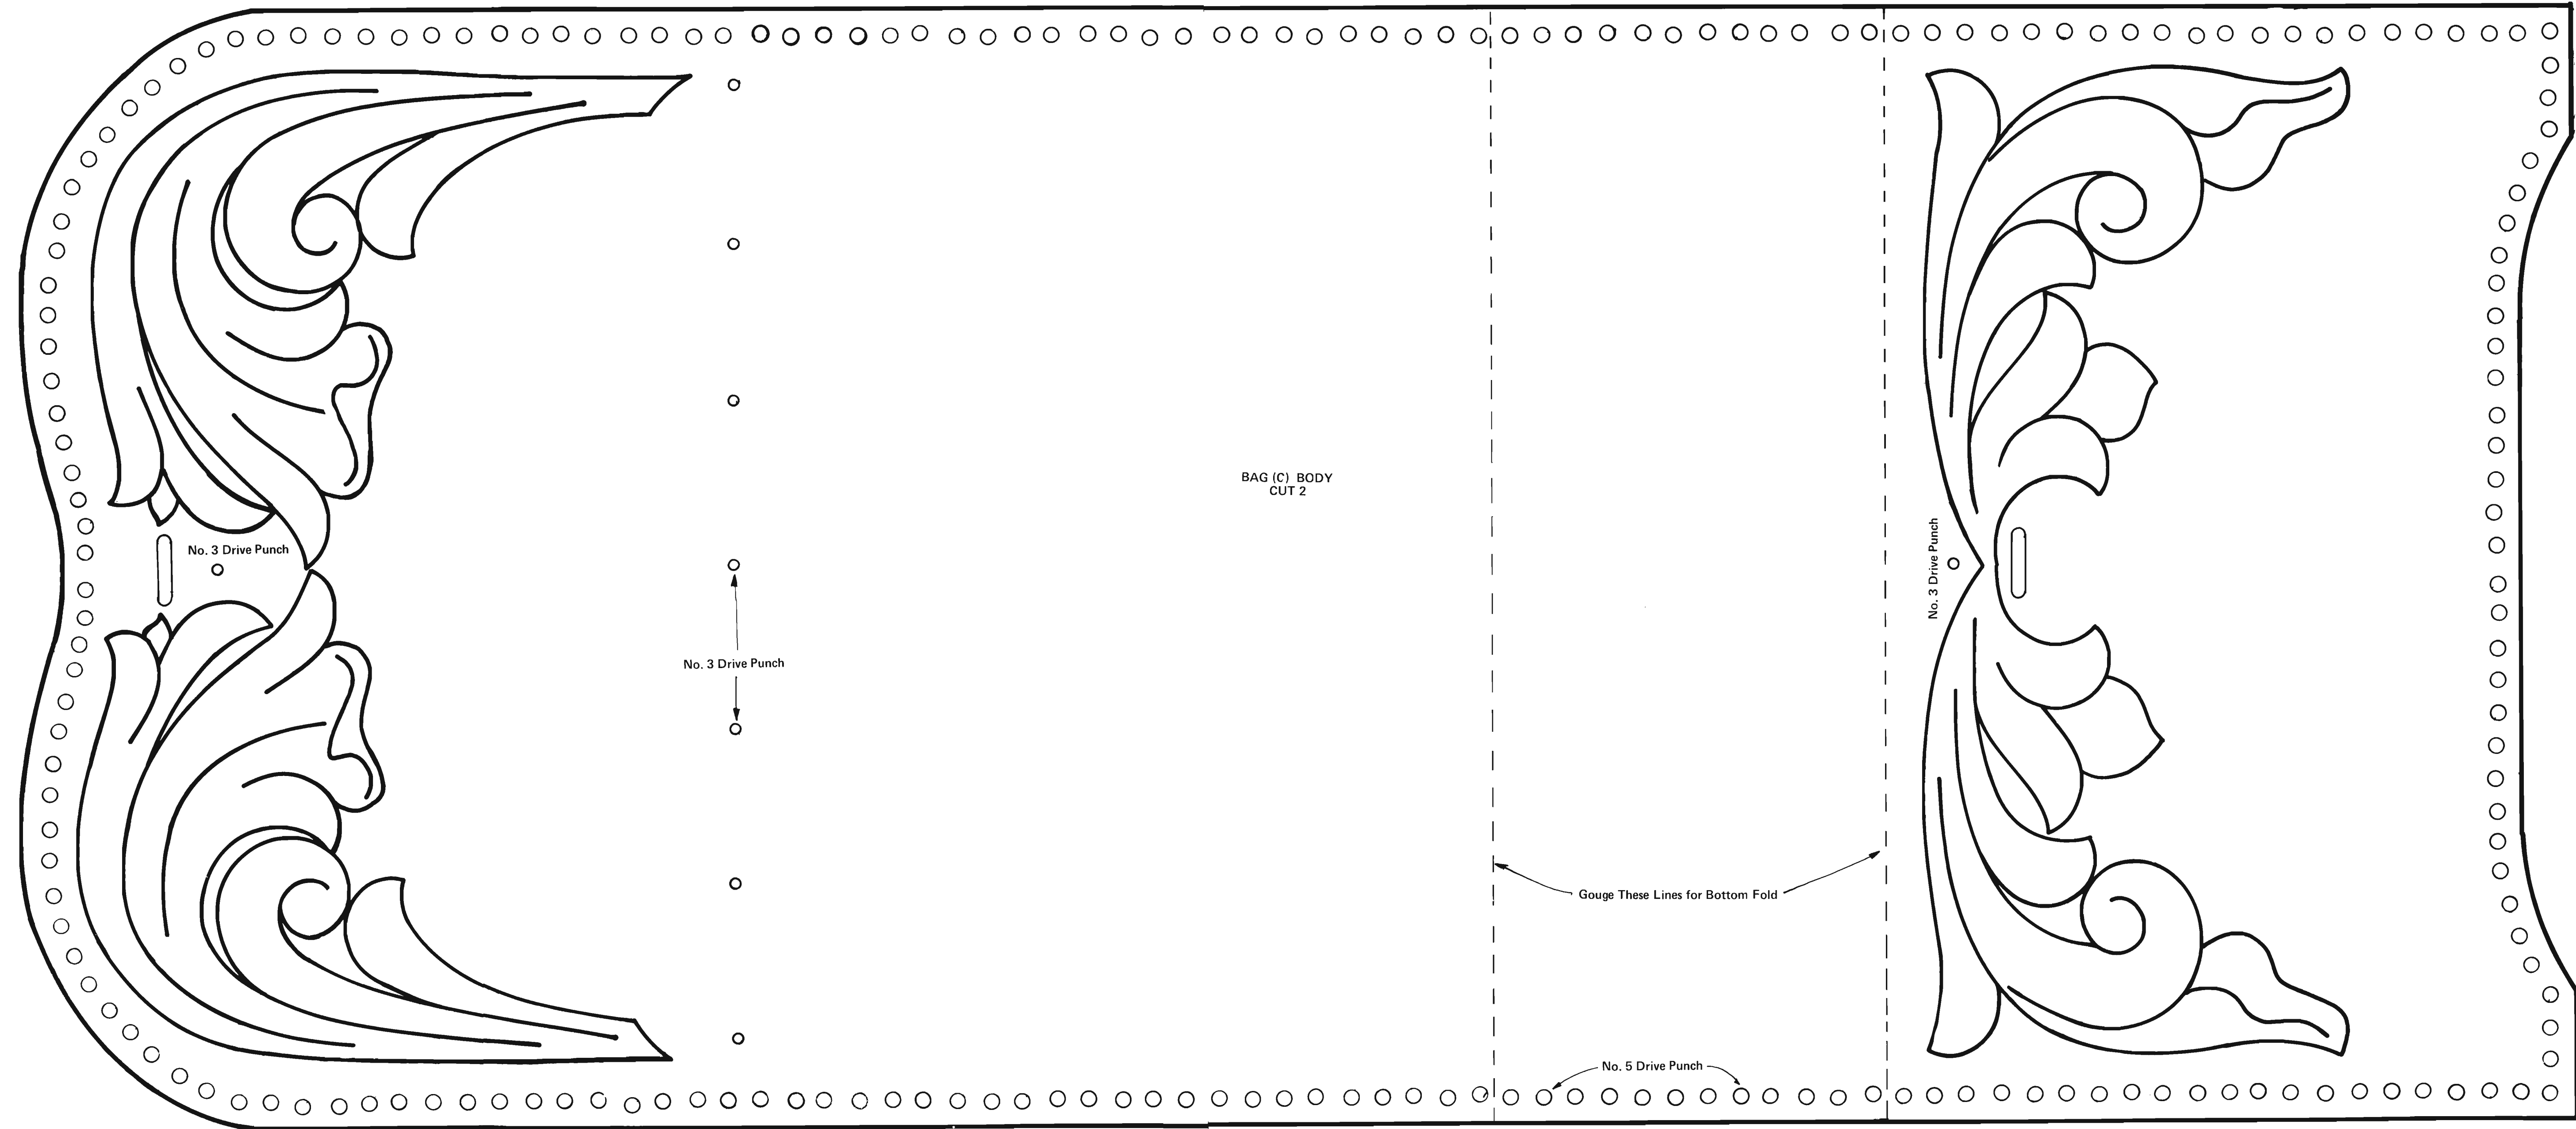 BAG (C) BODY
CUT 2
No. 3 Drive Punch
No. 3 Drive Punch
No. 3 Drive Punch
Gouge These Lines for Bottom Fold
No. 5 Drive Punch